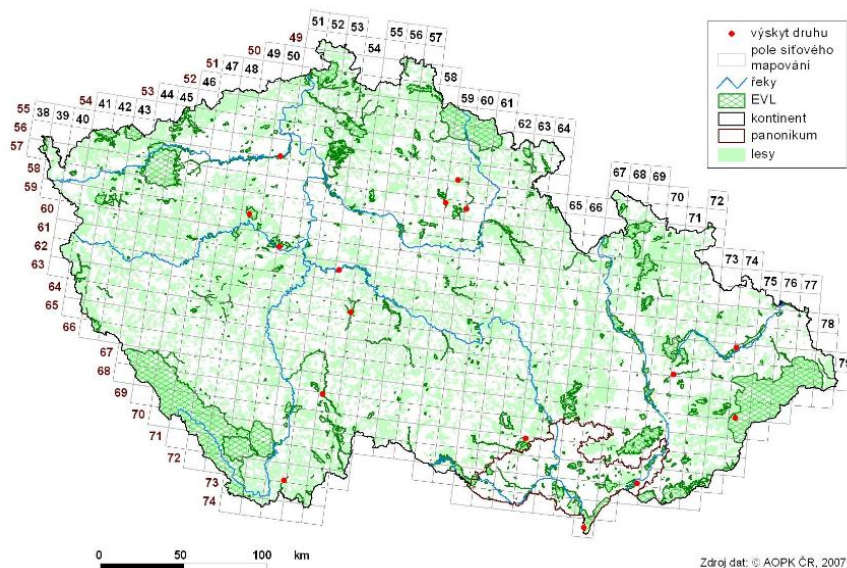 51 52 53
49
54
55 56 57
50
49 50
51
47 48
52
46
58
53
44 45
59 60 61
54
41 42 43
62 63 64
55
38 39 40
56
57
58
59
60
61
62
63
64
65
66
67
68
69
70
71
72
73
74
65 66
67 68 69
70
71
72
73 74
75 76 77
78
79
výskyt druhu
pole síťového
mapování
řeky
EVL
kontinent
panonikum
lesy
0 50 100 km
Zdroj dat: © AOPK ČR, 2007